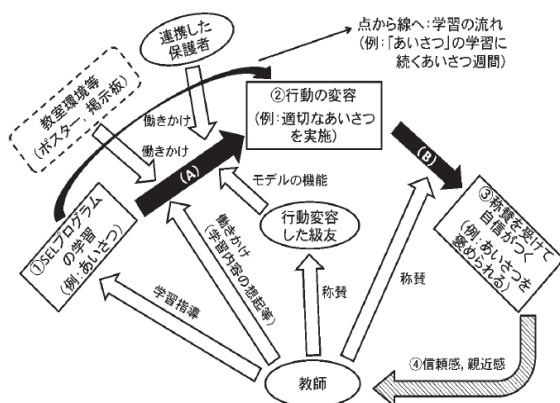 連携した
保護者
点から線へ：学習の流れ
（例：「あいさつ」の学習に
続くあいさつ週間）
教室環境等
（ポスター，掲示板）
働きかけ
働きかけ
②行動の変容
（例：適切なあいさつ
を実施）
(A)
(B)
モデルの機能
①SELプログラム
の学習
（例：あいさつ）
働きかけ
（学習内容の想起等）
行動変容
した級友
③称賛を受けて
自信がつく
（例：あいさつを
褒められる）
学習指導
称賛
称賛
④信頼感，親近感
教師